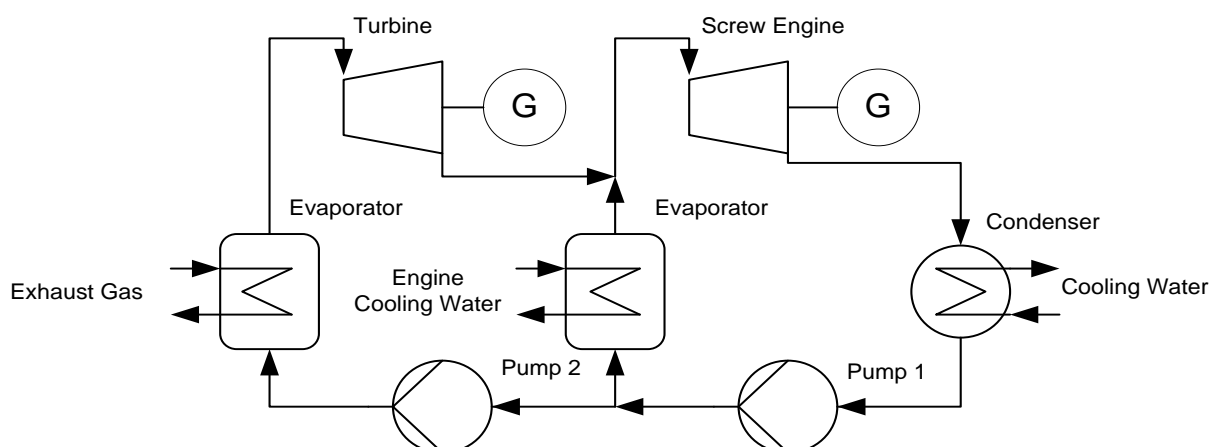 Turbine
Screw Engine
G
G
Evaporator
Evaporator
Condenser
Exhaust Gas
Engine
Cooling Water
Cooling Water
Pump 2
Pump 1